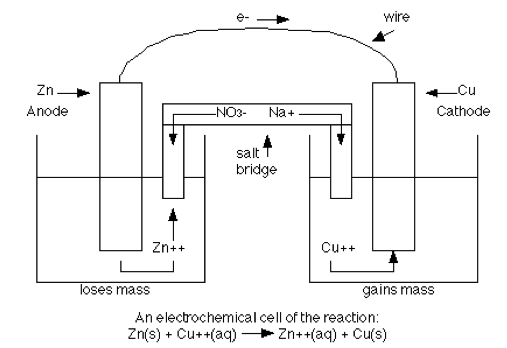 e-
wire
Zn
Anode
Cu
Cathode
NO3-
Na+
salt
bridge
Zn++
Cu++
loses mass
gains mass
An electrochemical cell of the reaction:
Zn(s) + Cu++(aq) → Zn++(aq) + Cu(s)